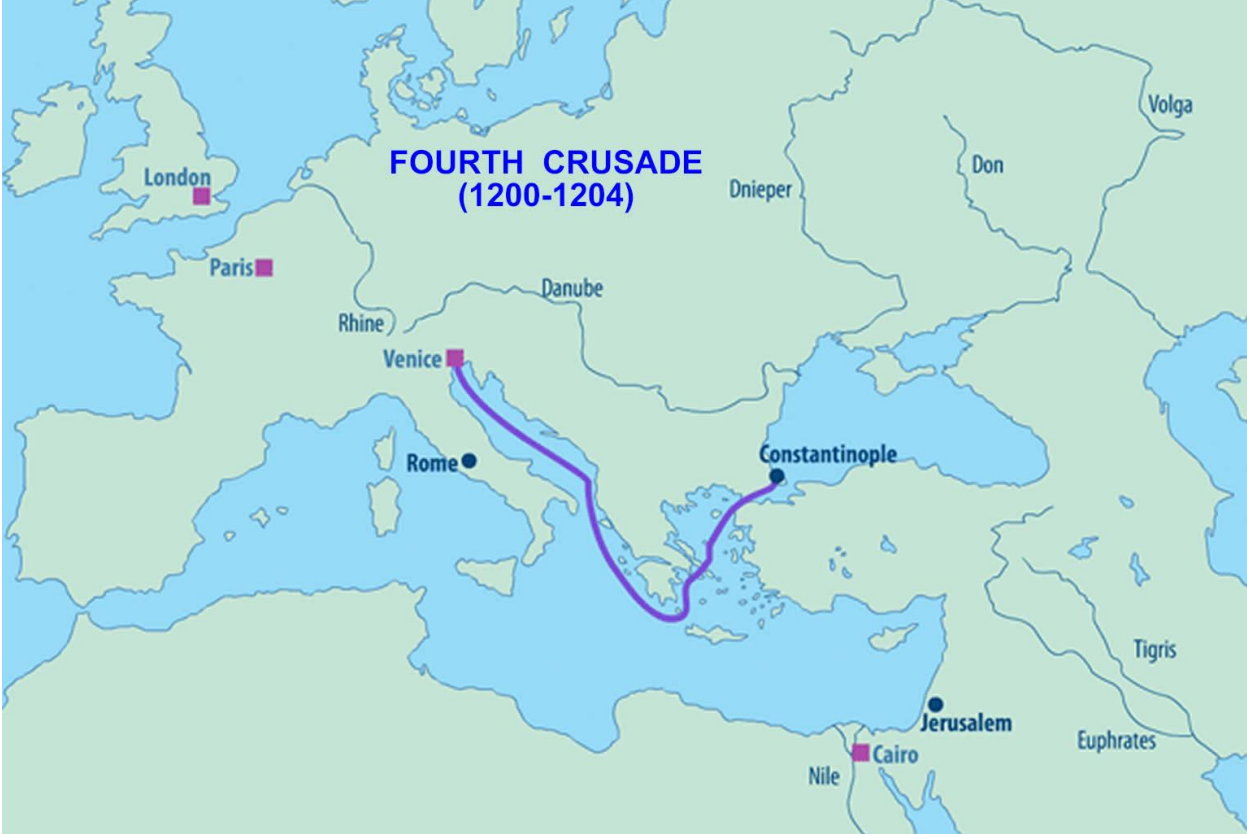 FOURTH CRUSADE
(1200-1204)
Volga
Don
London
Dnieper
Paris
Danube
Rhine
Venice
Constantinople
Rome
Tigris
Jerusalem
Euphrates
Cairo
Nile